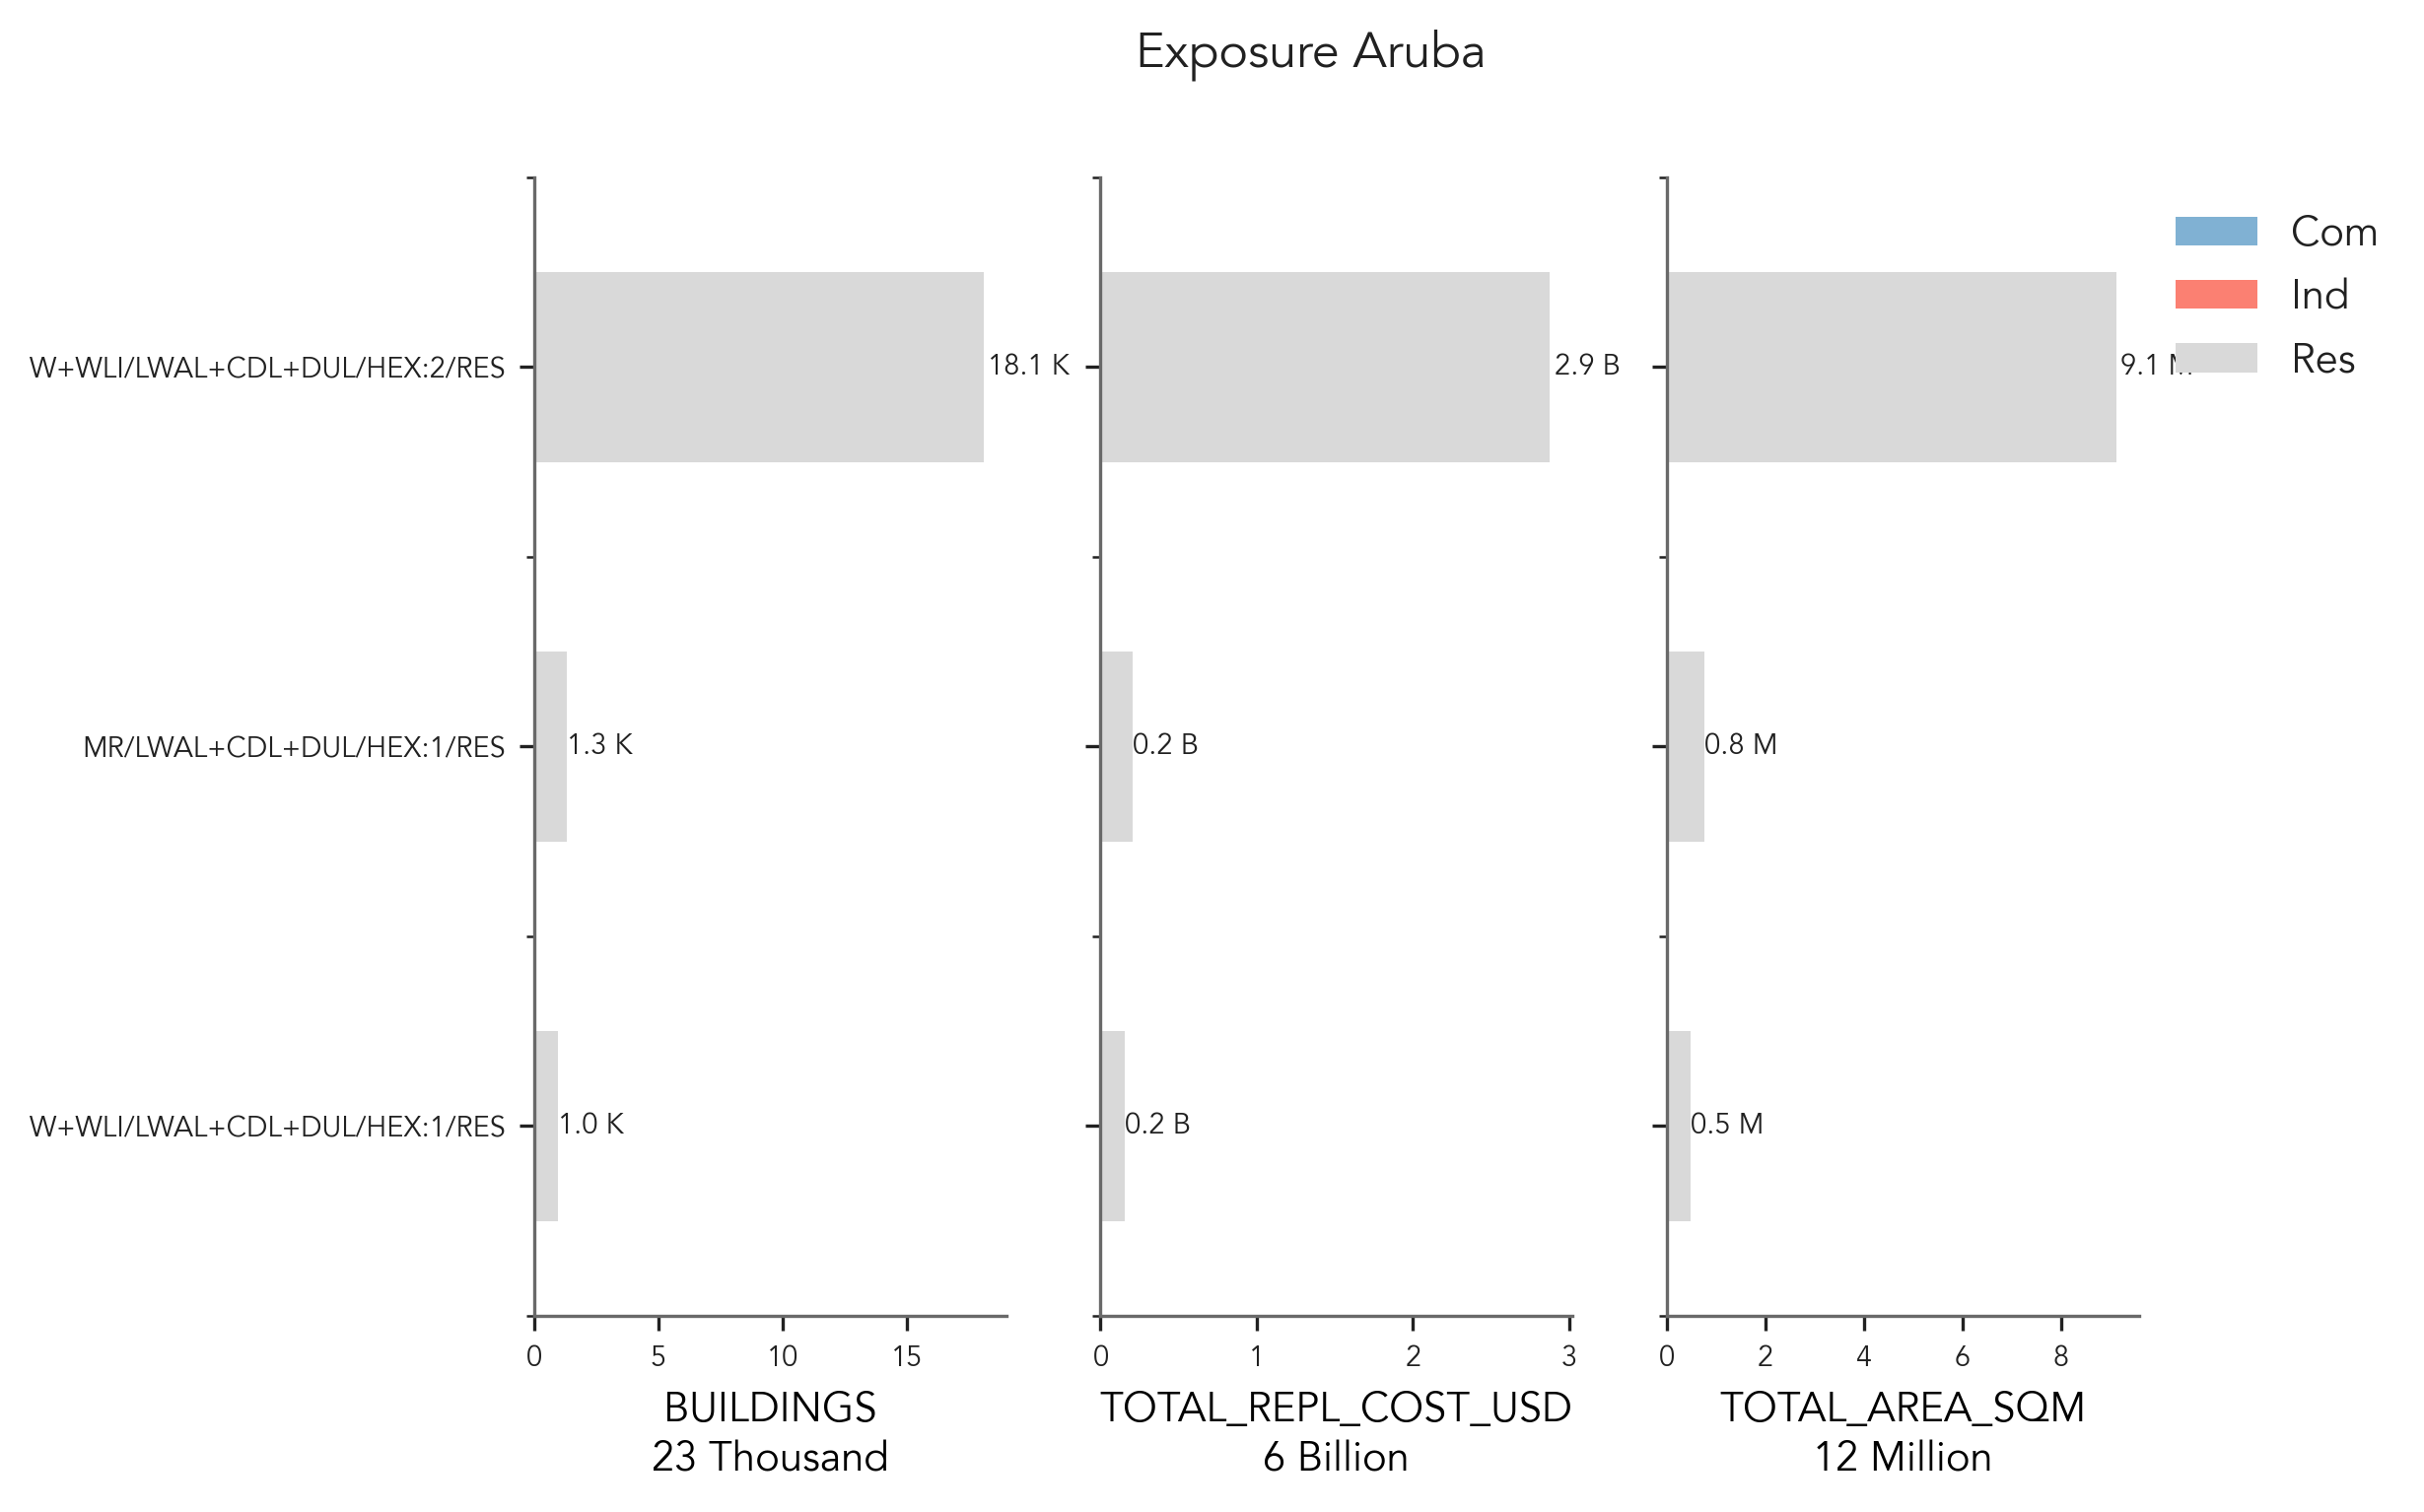 Exposure Aruba
W+WLI/LWAL+CDL+DUL/HEX:2/RES
MR/LWAL+CDL+DUL/HEX:1/RES
W+WLI/LWAL+CDL+DUL/HEX:1/RES
18.1 K
1.3 K
1.0 K
0 5 10 15
BUILDINGS
23 Thousand
2.9 B
0.2 B
0.2 B
0 1 2 3
TOTAL_REPL_COST_USD
6 Billion
9.1 M
0.8 M
0.5 M
0 2 4 6 8
TOTAL_AREA_SQM
12 Million
Com
Ind
Res